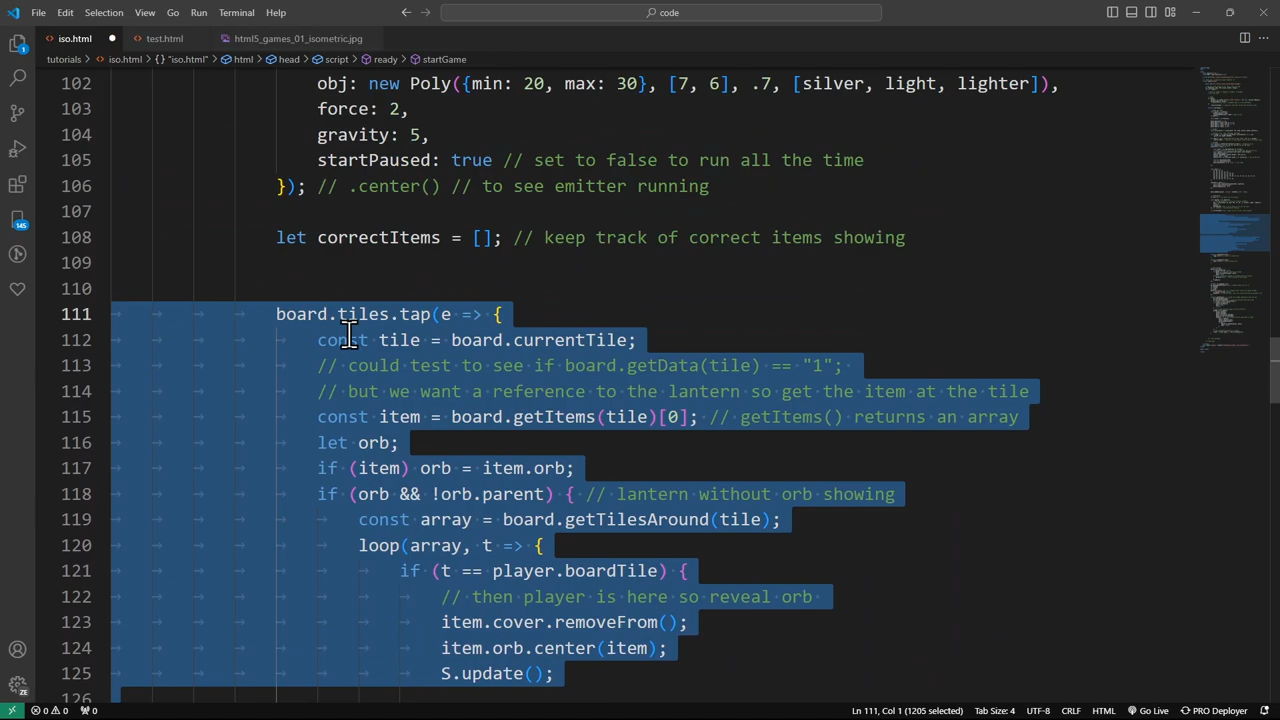 File Edit Selection View Go Run Terminal Help
code
iso.html
test.html
html5_games_01_isometric.jpg
tutorials > iso.html > {} "iso.html" > html > head > script > ready > startGame
102 obj: new Poly({min: 20, max: 30}, [7, 6], .7, [silver, light, lighter]),
103 force: 2,
104 gravity: 5,
105 startPaused: true // set to false to run all the time
106 }); // .center() // to see emitter running
107
108 let correctItems = []; // keep track of correct items showing
109
110
111 board.tiles.tap(e => {
112 const tile = board.currentTile;
113 // could test to see if board.getData(tile) == "1";
114 // but we want a reference to the lantern so get the item at the tile
115 const item = board.getItems(tile)[0]; // getItems() returns an array
116 let orb;
117 if (item) orb = item.orb;
118 if (orb && !orb.parent) { // lantern without orb showing
119 const array = board.getTilesAround(tile);
120 loop(array, t => {
121 if (t == player.boardTile) {
122 // then player is here so reveal orb
123 item.cover.removeFrom();
124 item.orb.center(item);
125 S.update();
126
1
145
ZE
0 0 0 Ln 111, Col 1 (1205 selected) Tab Size: 4 UTF-8 CRLF HTML Go Live PRO Deployer